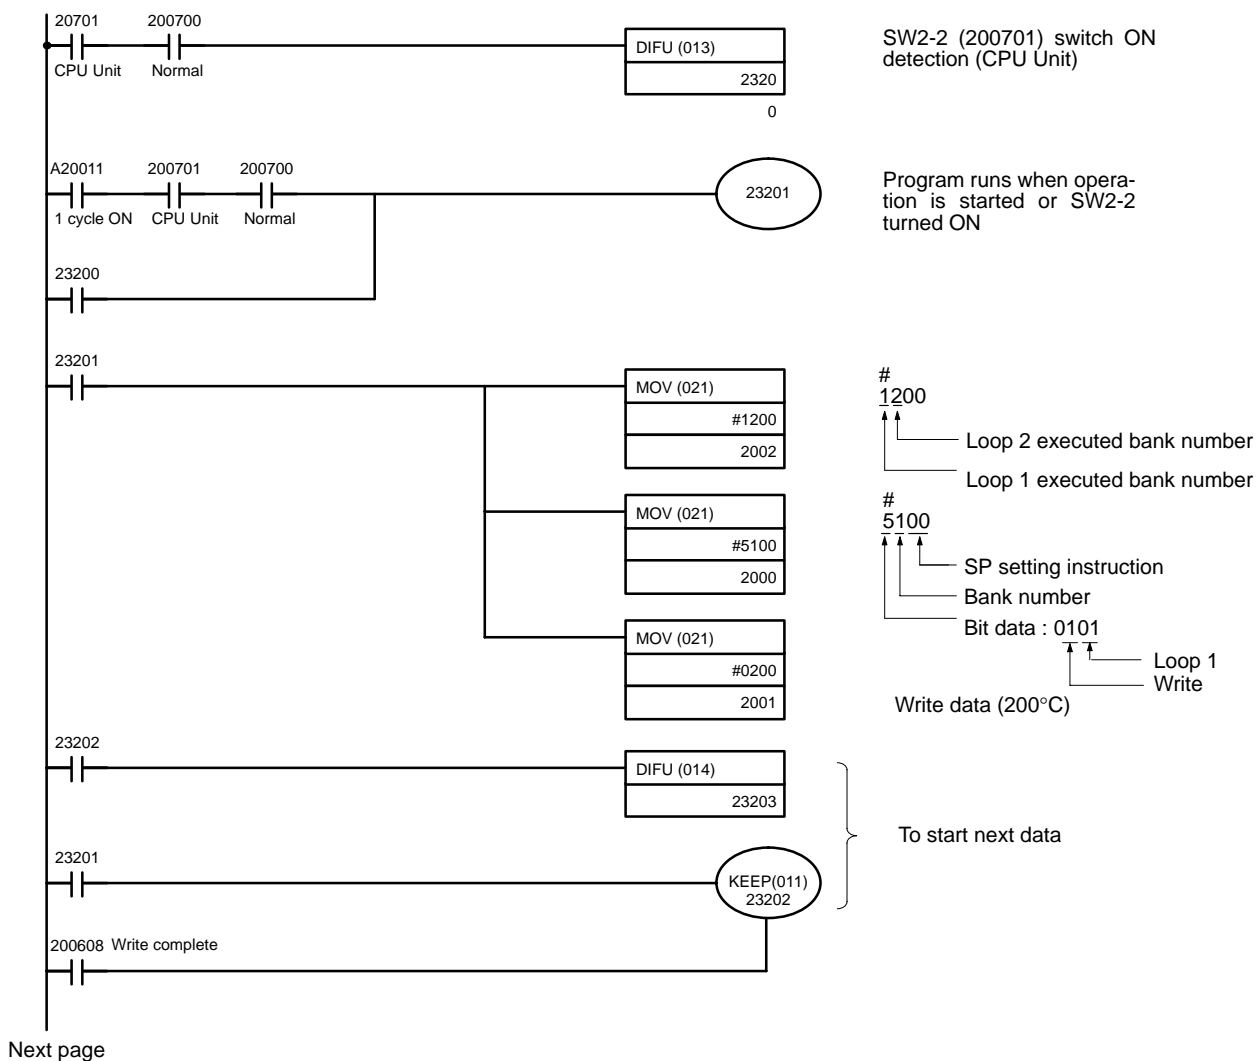 20701 200700
CPU Unit Normal
DIFU (013)
2320
0
SW2-2 (200701) switch ON
detection (CPU Unit)
A20011 200701 200700
1 cycle ON CPU Unit Normal
23201
Program runs when opera-
tion is started or SW2-2
turned ON
23200
23201
MOV (021)
#1200
2002
#
1200
Loop 2 executed bank number
Loop 1 executed bank number
MOV (021)
#5100
2000
#
5100
SP setting instruction
Bank number
Bit data : 0101
Loop 1
Write
MOV (021)
#0200
2001
Write data (200°C)
23202
DIFU (014)
23203
To start next data
23201
KEEP(011)
23202
200608 Write complete
Next page